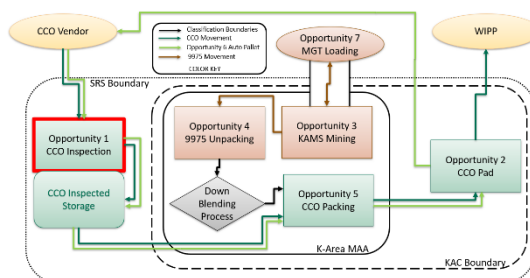 CCO Vendor
Classification Boundaries
CCO Movement
Opportunity 6 Auto Pallet
9975 Movement
COLOR KEY
Opportunity 7
MGT Loading
WIPP
SRS Boundary
Opportunity 1
CCO Inspection
Opportunity 4
9975 Unpacking
Opportunity 3
KAMS Mining
Opportunity 2
CCO Pad
CCO Inspected
Storage
Down
Blending
Process
Opportunity 5
CCO Packing
K-Area MAA
KAC Boundary